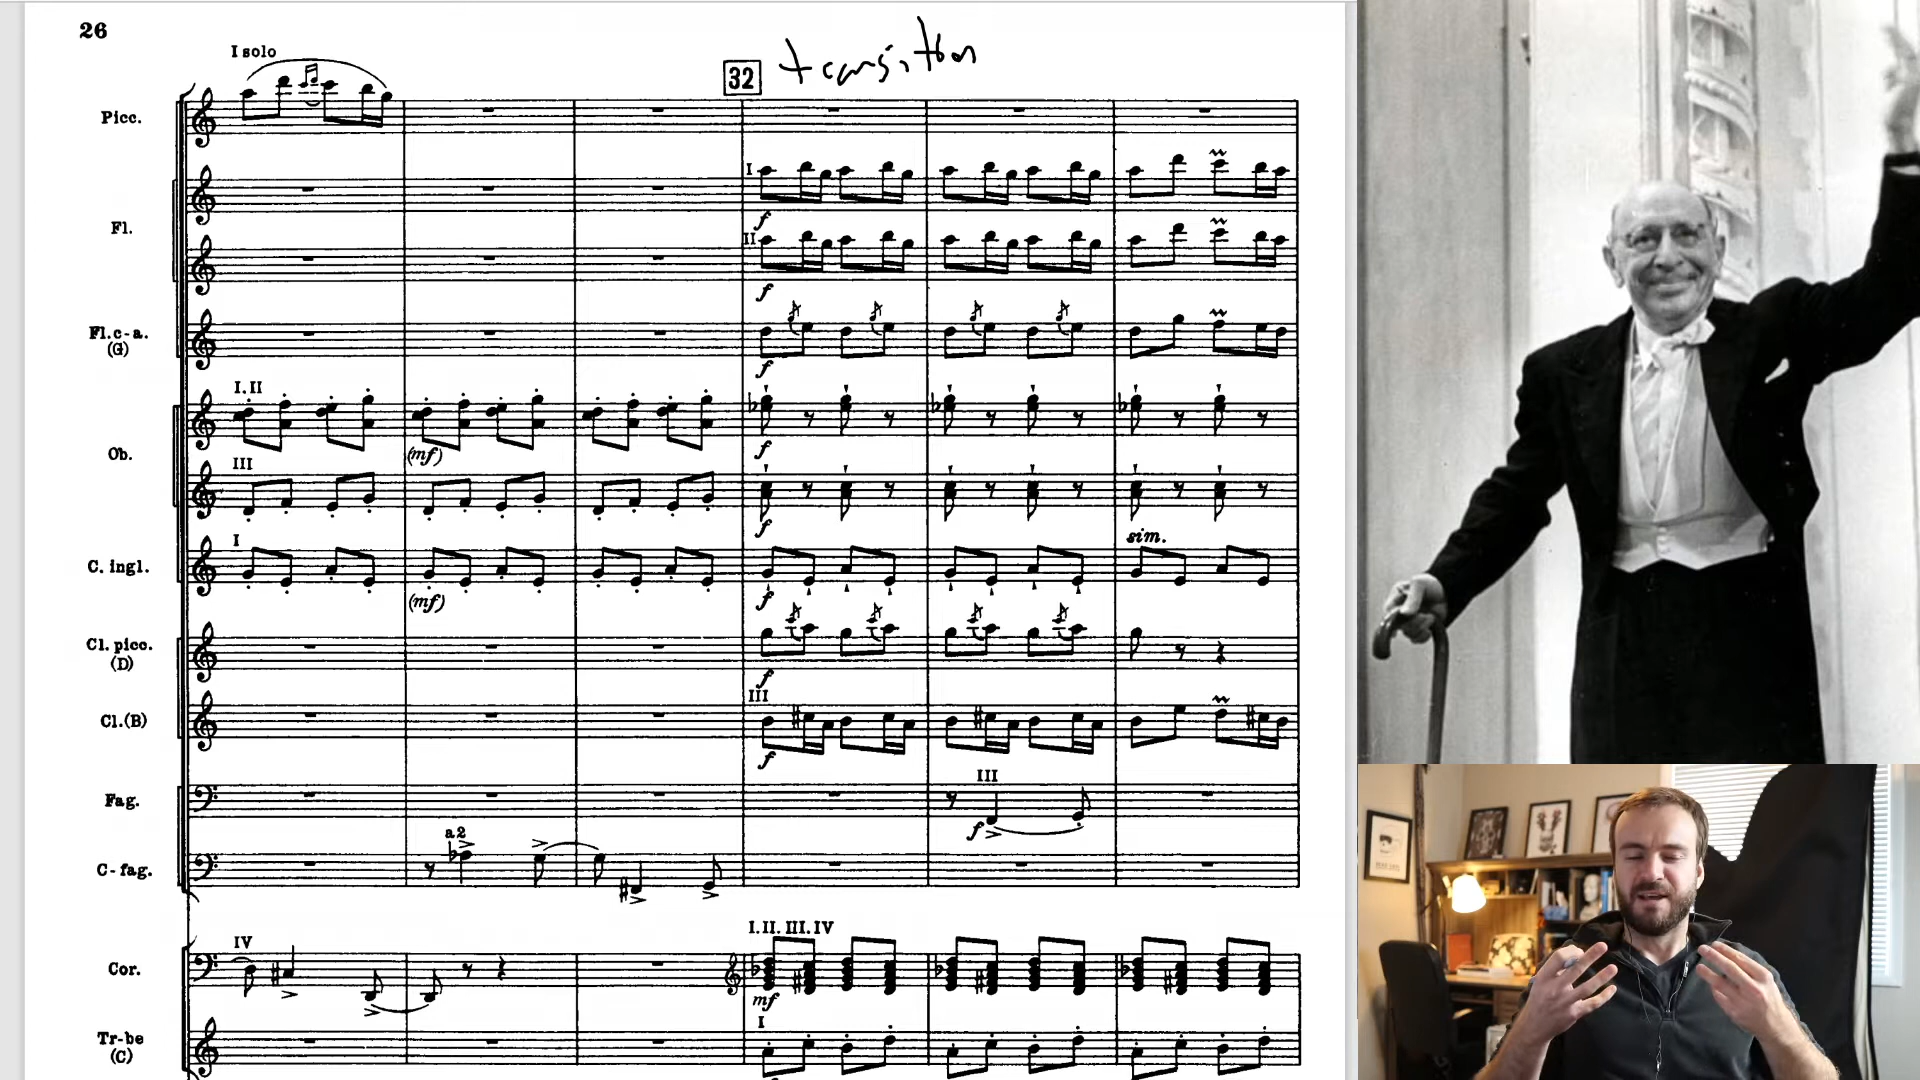 26
I solo
32 transition
Picc.
I
Fl.
f
II
f
Fl.c-a.
(G)
f
I.II
Ob.
(mf)
f
III
f
sim.
I
C. ingl.
(mf)
f
Cl. picc.
(D)
f
III
Cl.(B)
f
III
Fag.
f
a2
C-fag.
I. II. III. IV
IV
Cor.
mf
I
Tr-be
(C)